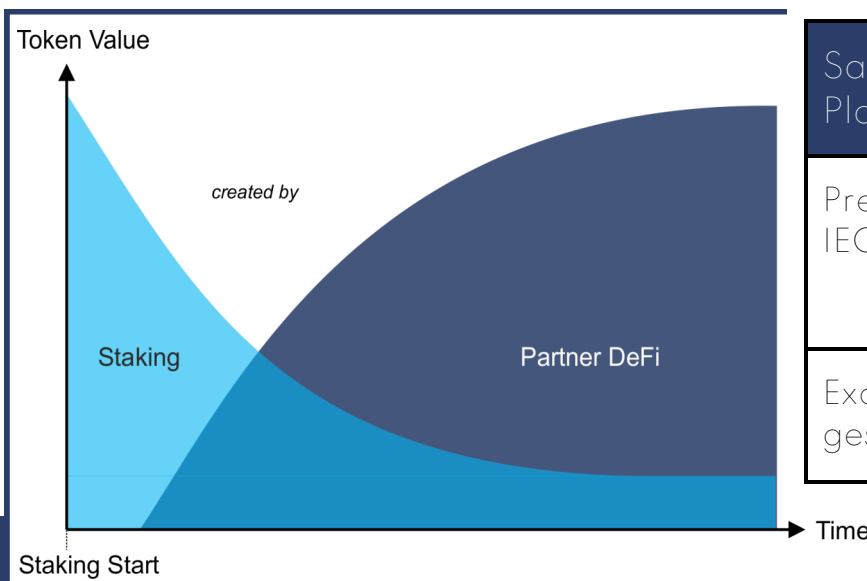 Token Value
created by
Staking
Partner DeFi
Time
Staking Start